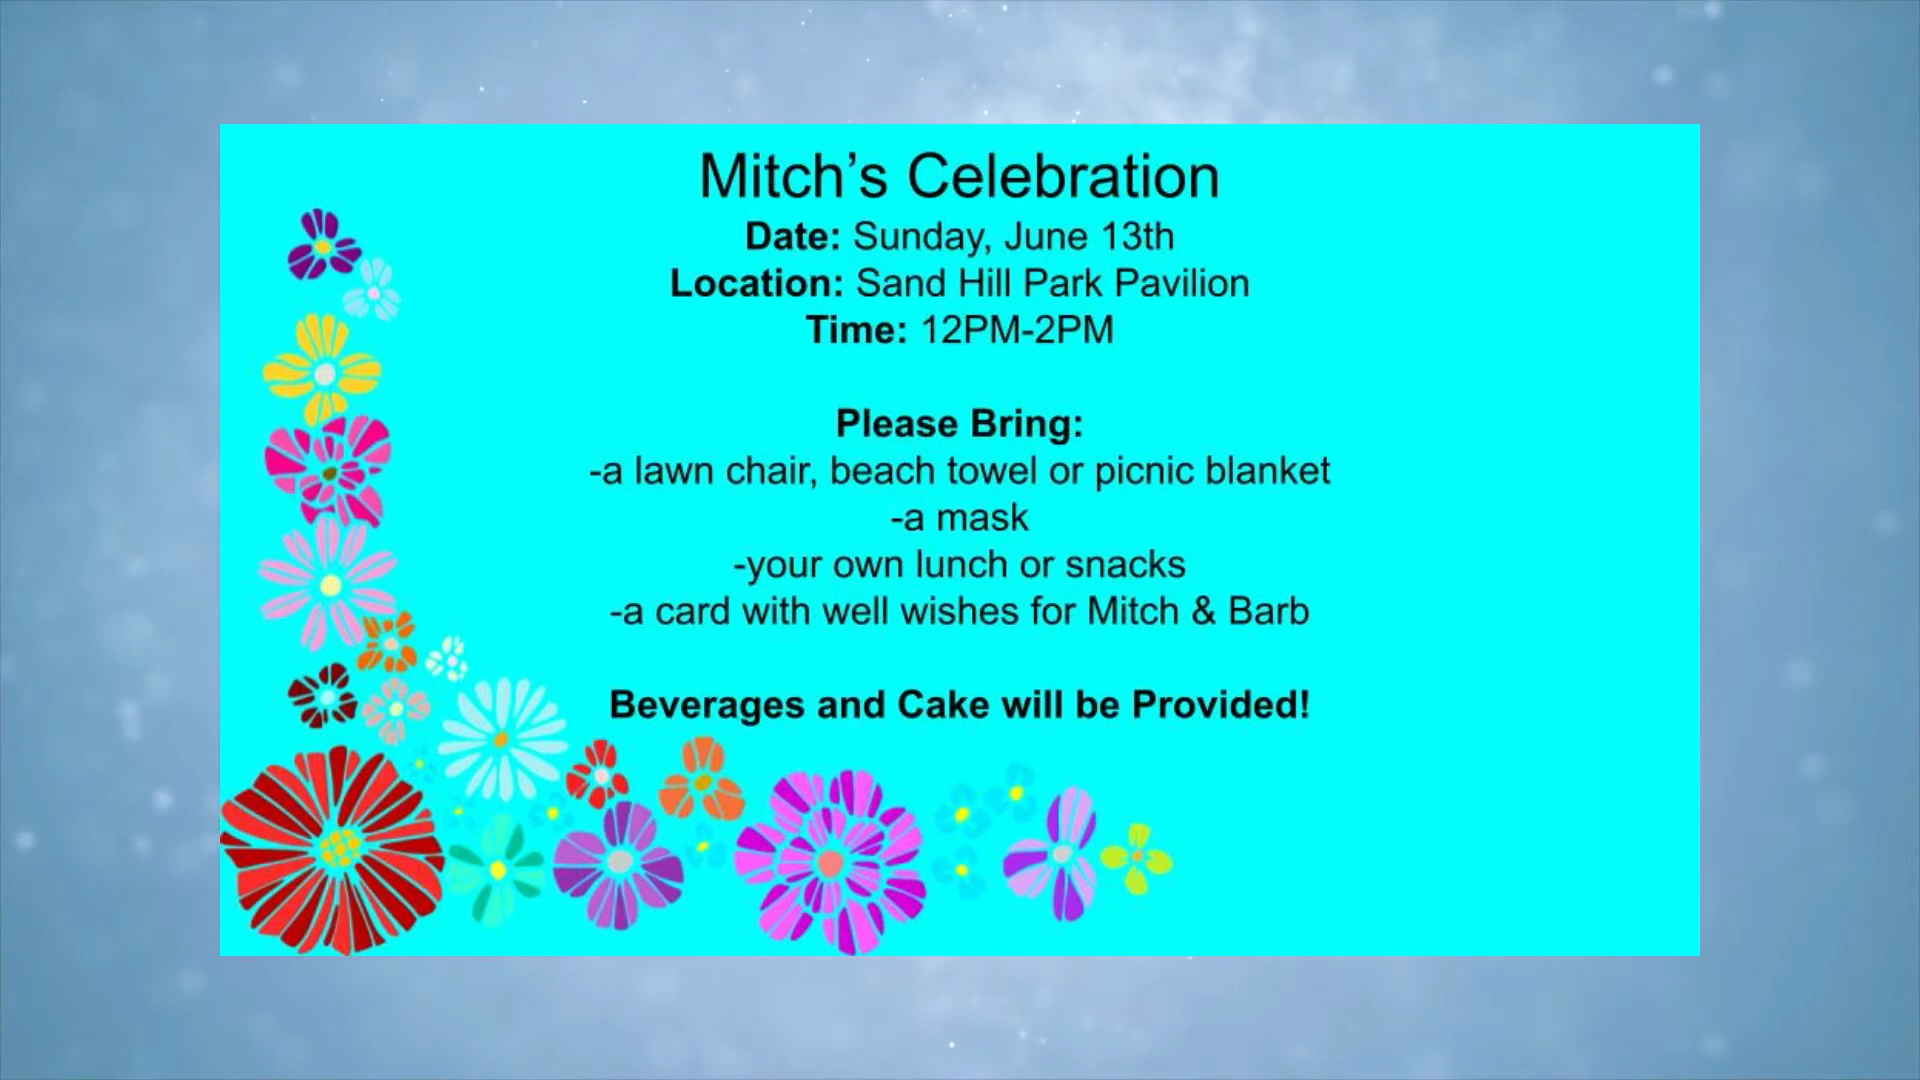 Mitch’s Celebration
Date: Sunday, June 13th
Location: Sand Hill Park Pavilion
Time: 12PM-2PM
Please Bring:
-a lawn chair, beach towel or picnic blanket
-a mask
-your own lunch or snacks
-a card with well wishes for Mitch & Barb
Beverages and Cake will be Provided!